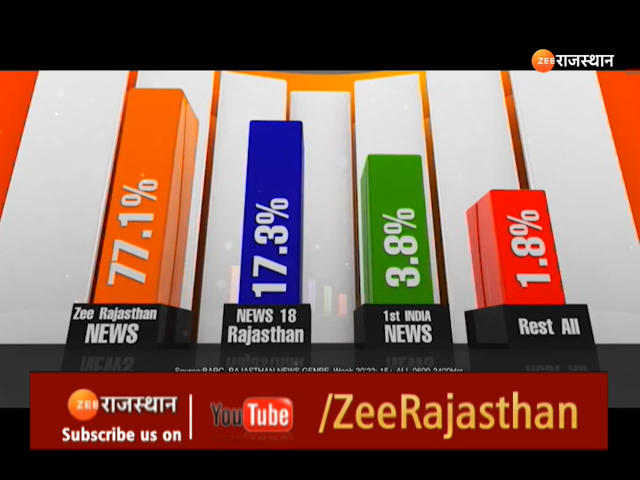 ZEE राजस्थान
77.1%
17.3%
3.8%
1.8%
Zee Rajasthan
NEWS
NEWS 18
Rajasthan
1st INDIA
NEWS
Rest All
ZEE राजस्थान
Subscribe us on
YouTube
/ZeeRajasthan